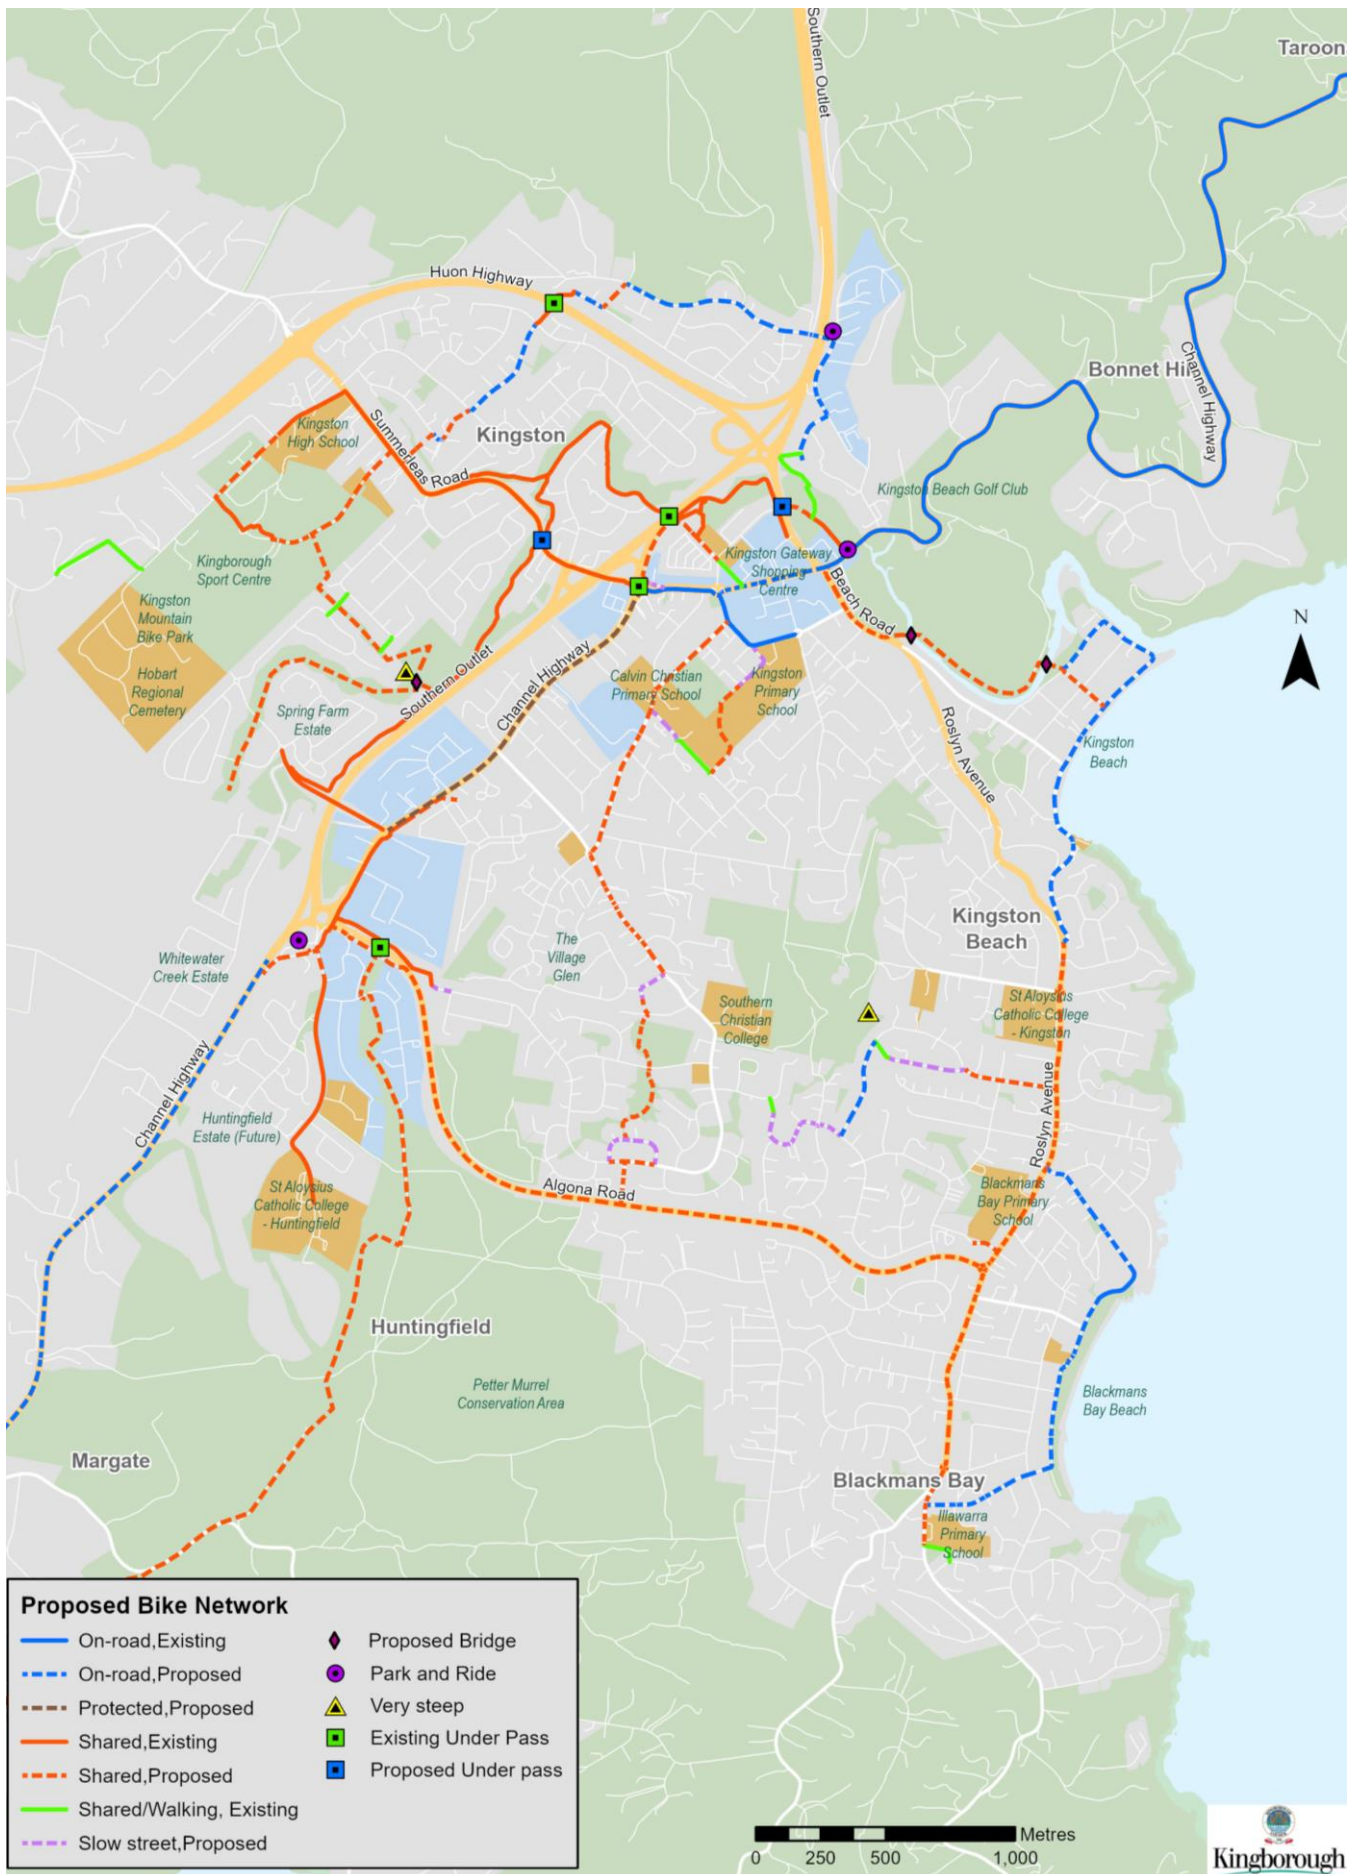 Southern Outlet
Taroon
Huon Highway
Bonnet Hil
Channel Highway
Kingston
High School
Summerleas Road
Kingston
Kingston Beach Golf Club
Kingborough
Sport Centre
Kingston Gateway
Shopping
Centre
Beach Road
Kingston
Mountain
Bike Park
Hobart
Regional
Cemetery
N
Spring Farm
Estate
Southern Outlet
Channel Highway
Calvin Christian
Primary School
Kingston
Primary
School
Roslyn Avenue
Kingston
Beach
Kingston
Beach
Whitewater
Creek Estate
The
Village
Glen
Southern
Christian
College
St Aloysius
Catholic College
- Kingston
Channel Highway
Huntingfield
Estate (Future)
Roslyn Avenue
St Aloysius
Catholic College
- Huntingfield
Algona Road
Blackmans
Bay Primary
School
Huntingfield
Petter Murrel
Conservation Area
Blackmans
Bay Beach
Margate
Blackmans Bay
Illawarra
Primary
School
Proposed Bike Network
On-road,Existing
On-road,Proposed
Protected,Proposed
Shared,Existing
Shared,Proposed
Shared/Walking, Existing
Slow street,Proposed
Proposed Bridge
Park and Ride
Very steep
Existing Under Pass
Proposed Under pass
Metres
0 250 500 1,000
Kingborough